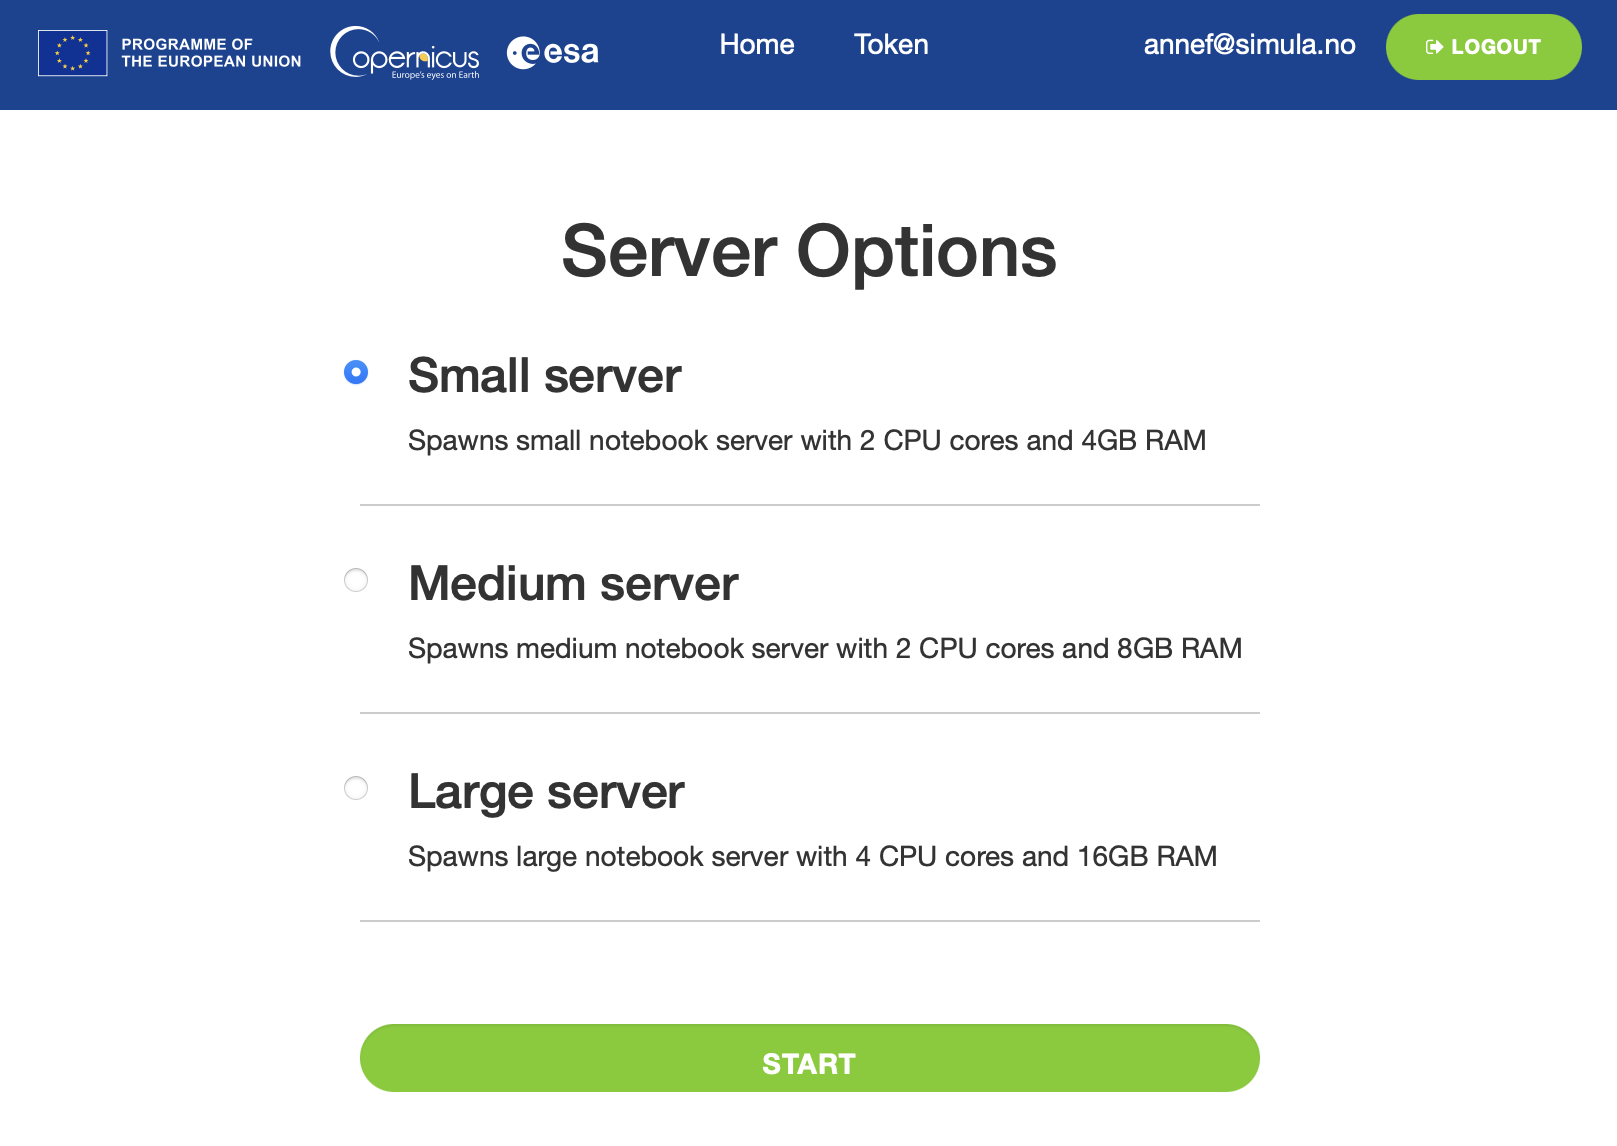 PROGRAMME OF
THE EUROPEAN UNION
Copernicus
Europe's eyes on Earth
esa
Home
Token
annef@simula.no
LOGOUT
Server Options
Small server
Spawns small notebook server with 2 CPU cores and 4GB RAM
Medium server
Spawns medium notebook server with 2 CPU cores and 8GB RAM
Large server
Spawns large notebook server with 4 CPU cores and 16GB RAM
START